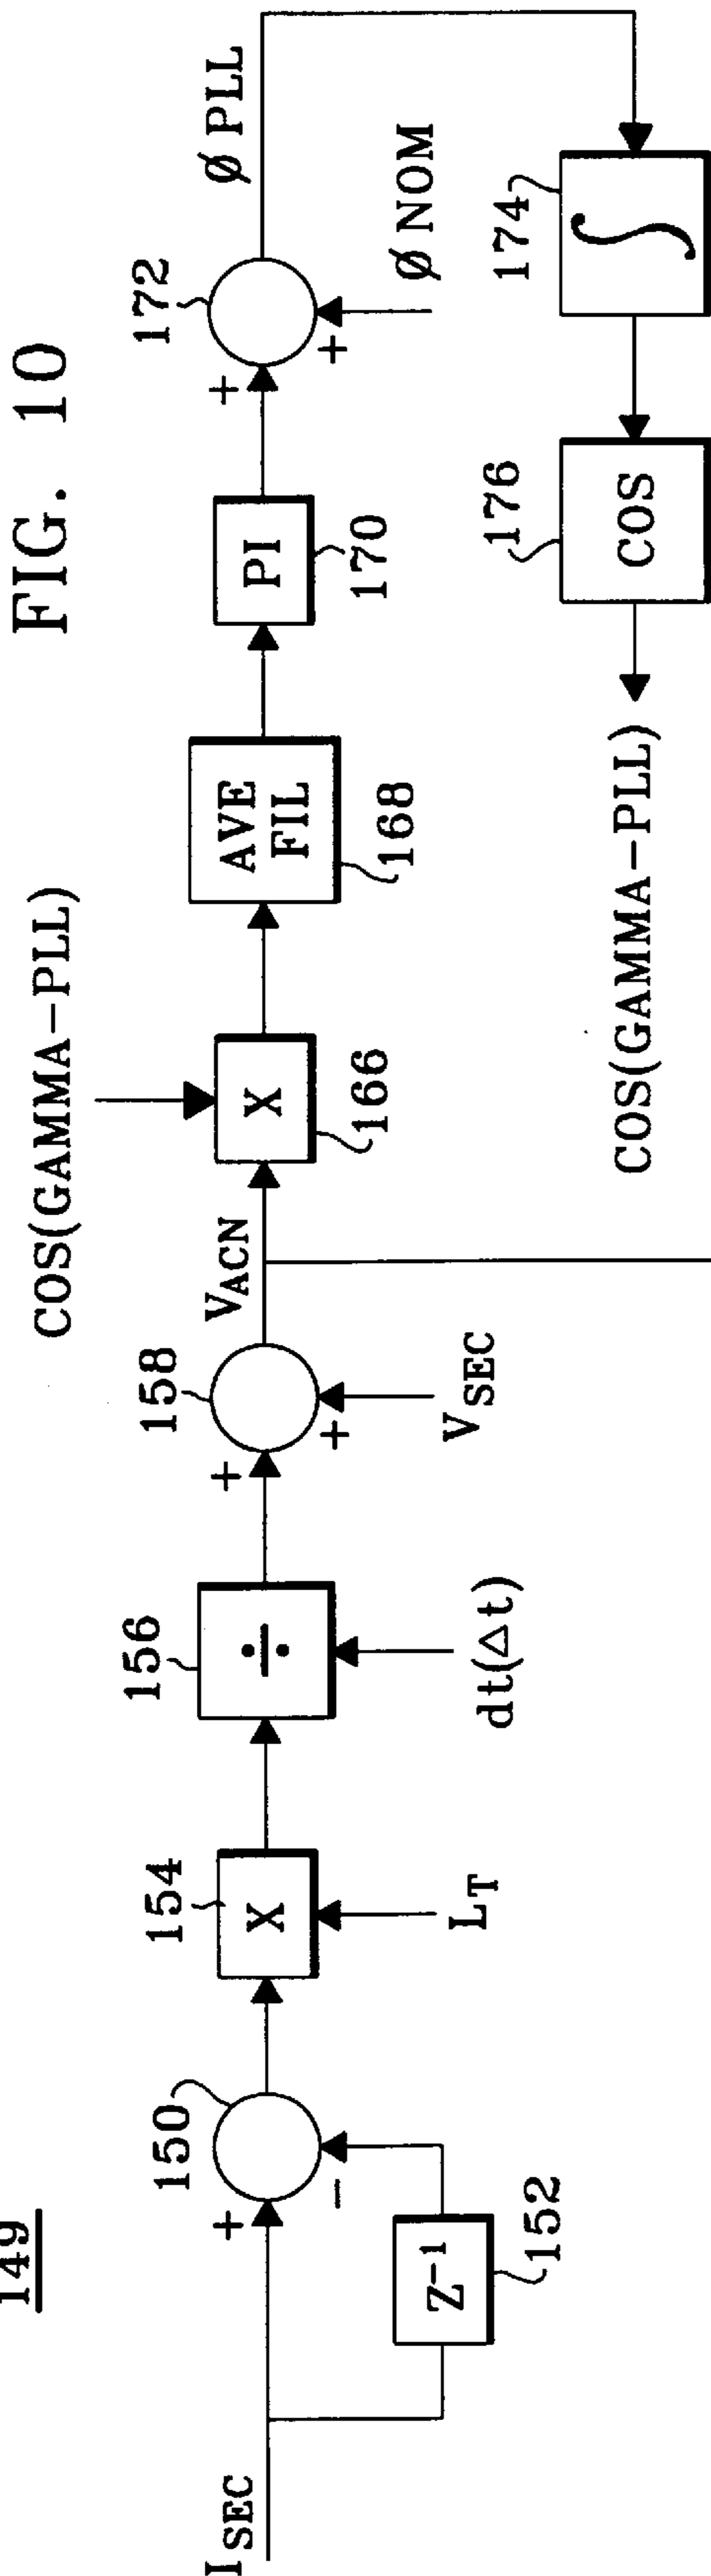 FIG. 10
149
I SEC
150
+
-
Z⁻¹
152
154
X
L T
156
÷
dt(Δt)
158
+
+
V SEC
V ACN
COS(GAMMA-PLL)
X
166
AVE
FIL
168
PI
170
172
+
+
Ø NOM
Ø PLL
174
∫
176
COS
COS(GAMMA-PLL)